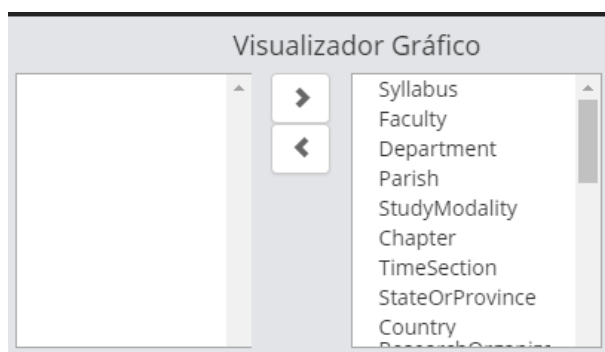 Visualizador Gráfico
Syllabus
Faculty
Department
Parish
StudyModality
Chapter
TimeSection
StateOrProvince
Country